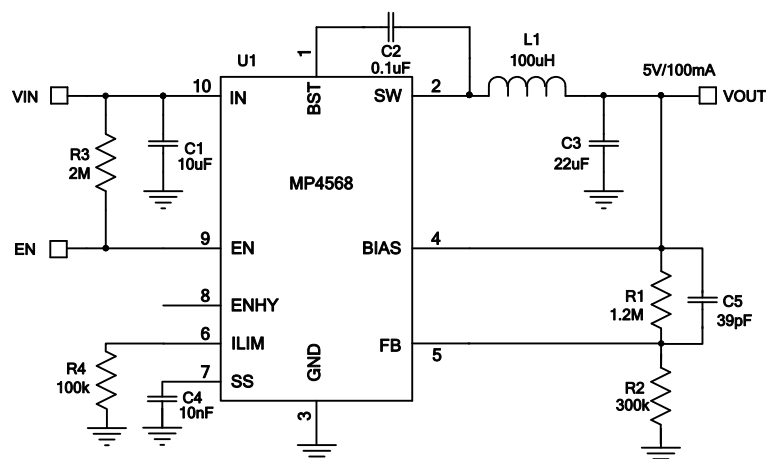 U1
1
C2
0.1uF
L1
100uH
5V/100mA
VIN
10
IN
BST
SW
2
VOUT
R3
2M
C1
10uF
C3
22uF
MP4568
EN
9
EN
BIAS
4
8
ENHY
R1
1.2M
C5
39pF
6
ILIM
FB
5
R4
100k
7
SS
GND
C4
10nF
3
R2
300k